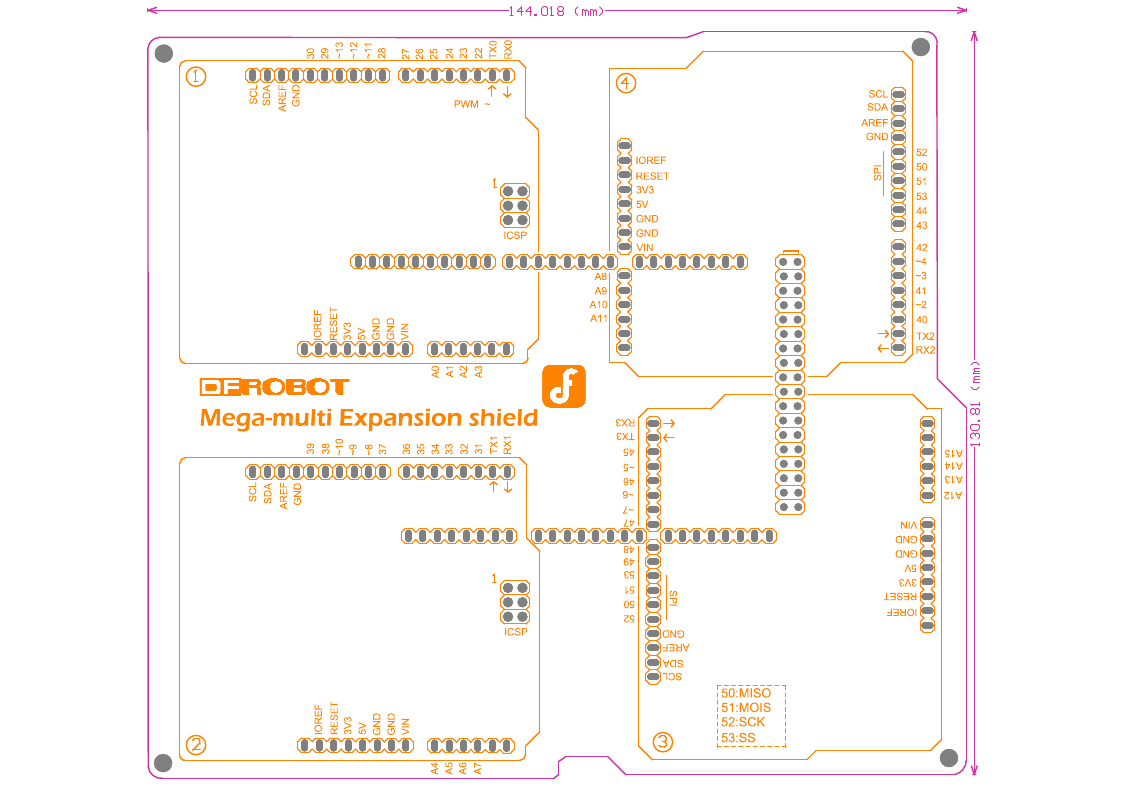 144.018 (mm)
130.81 (mm)
1
30
29
~13
~12
~11
28
27
26
25
24
23
22
TX0
RX0
SCL
SDA
AREF
GND
PWM ~
1
ICSP
IOREF
RESET
3V3
5V
GND
GND
VIN
A0
A1
A2
A3
4
SCL
SDA
AREF
GND
SPI
52
50
51
53
44
43
42
~4
~3
41
~2
40
TX2
RX2
IOREF
RESET
3V3
5V
GND
GND
VIN
A8
A9
A10
A11
DFROBOT
Mega-multi Expansion shield
39
38
~10
~9
~8
37
36
35
34
33
32
31
TX1
RX1
SCL
SDA
AREF
GND
1
ICSP
IOREF
RESET
3V3
5V
GND
GND
VIN
2
A4
A5
A6
A7
RX3
TX3
45
~5
46
~6
~7
47
48
49
53
51
50
52
SPI
GND
AREF
SDA
SCL
A15
A14
A13
A12
VIN
GND
GND
5V
3V3
RESET
IOREF
50:MISO
51:MOIS
52:SCK
53:SS
3